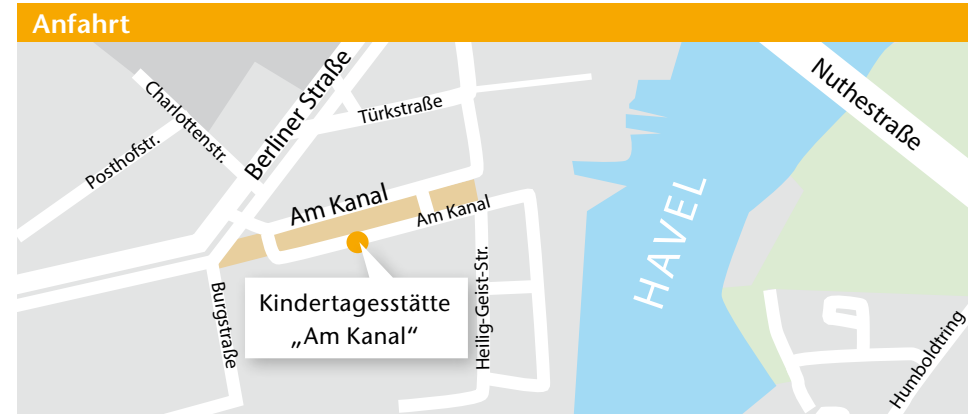 Anfahrt
Charlottenstr.
Posthofstr.
Berliner Straße
Türkstraße
Nuthestraße
Am Kanal
Am Kanal
HAVEL
Burgstraße
Kindertagesstätte
„Am Kanal“
Heilig-Geist-Str.
Humboldtring